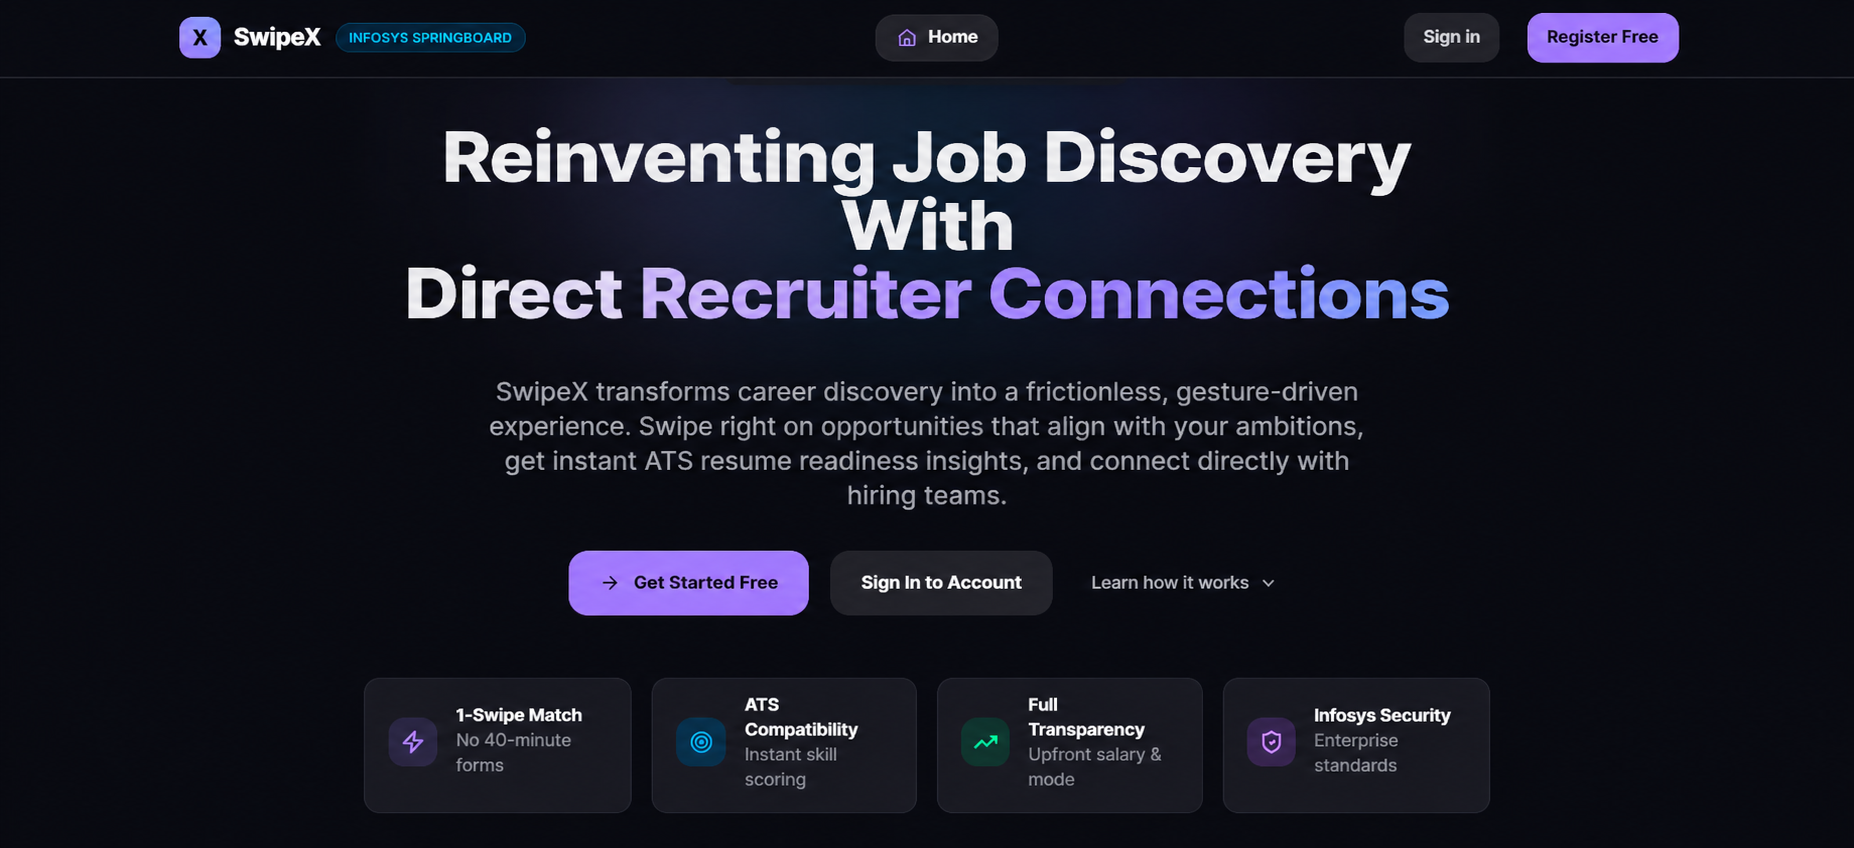 X SwipeX INFOSYS SPRINGBOARD Home Sign in Register Free
Reinventing Job Discovery
With
Direct Recruiter Connections
SwipeX transforms career discovery into a frictionless, gesture-driven
experience. Swipe right on opportunities that align with your ambitions,
get instant ATS resume readiness insights, and connect directly with
hiring teams.
Get Started Free Sign In to Account Learn how it works
1-Swipe Match
No 40-minute
forms
ATS
Compatibility
Instant skill
scoring
Full
Transparency
Upfront salary &
mode
Infosys Security
Enterprise
standards